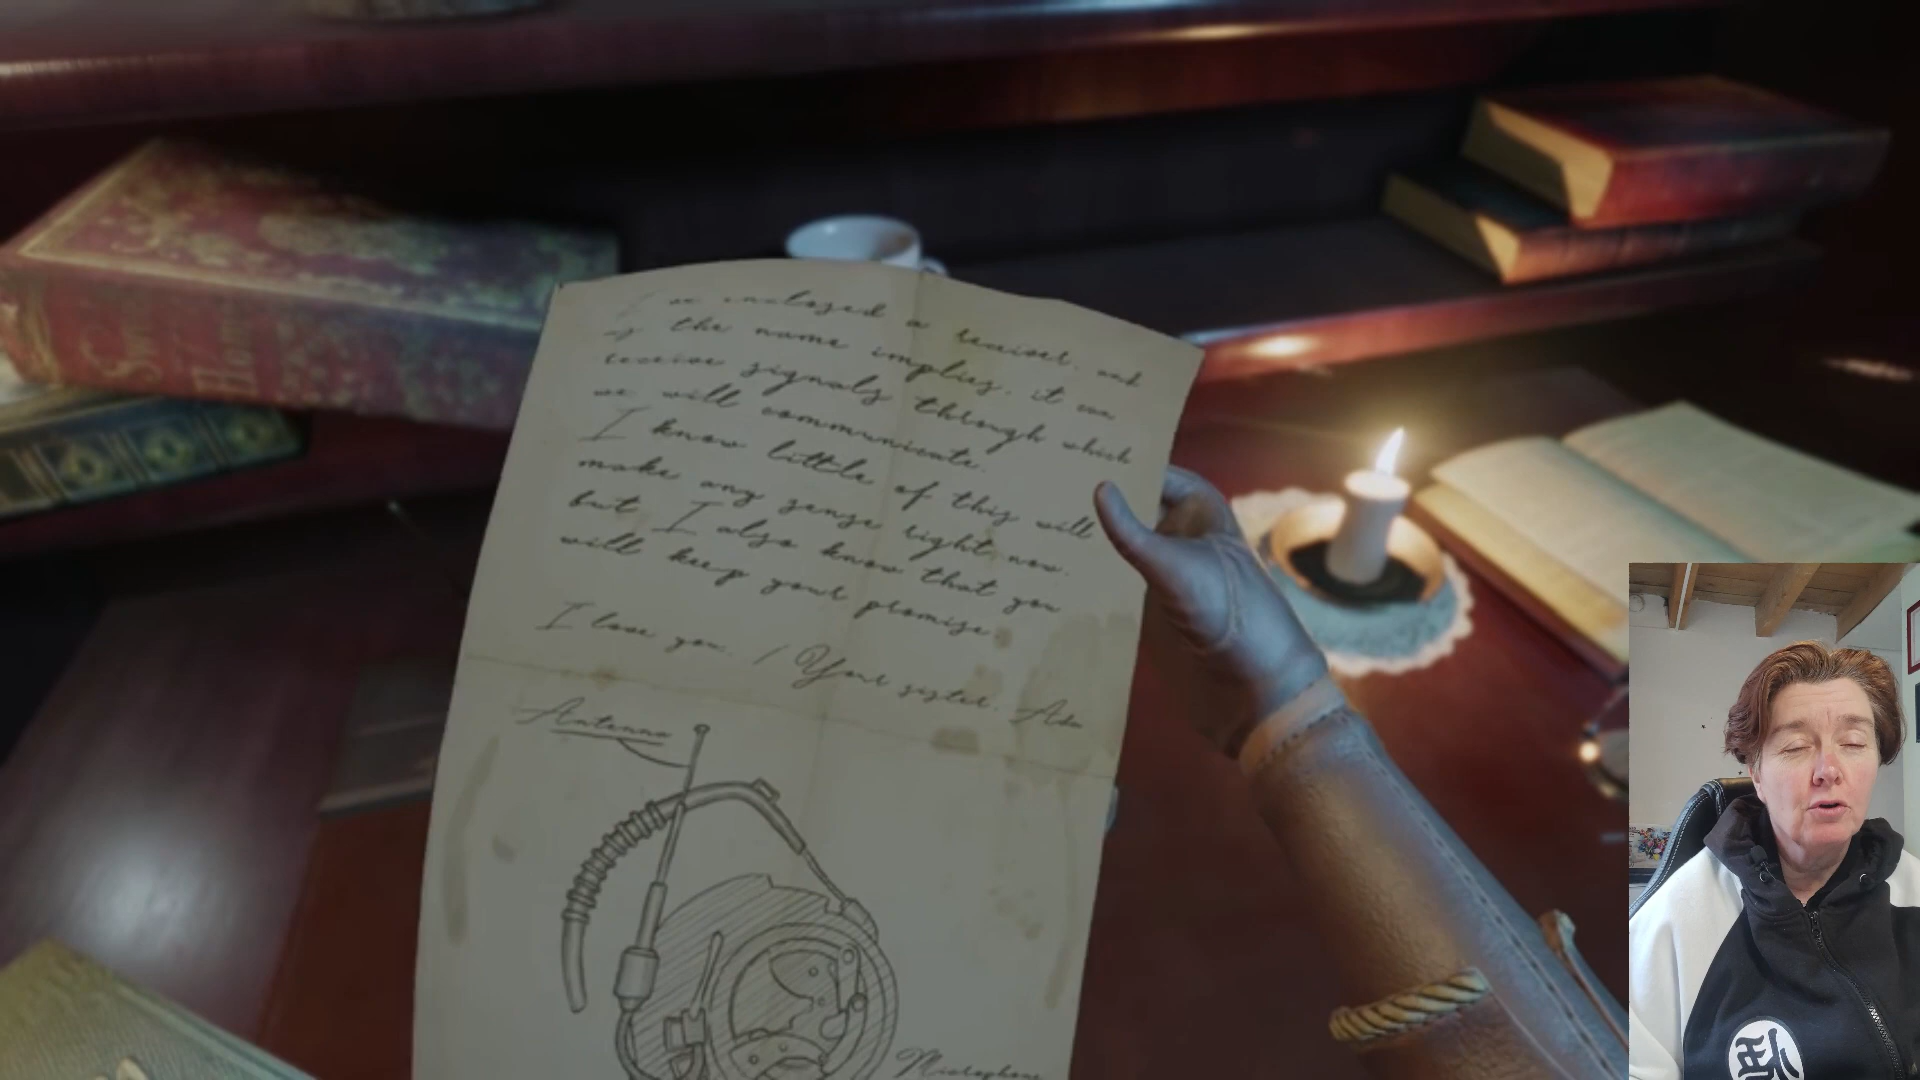 I've enclosed a receiver, and
as the name implies, it can
receive signals through which
we will communicate.
I know little of this will
make any sense right now.
but I also know that you
will keep your promise.
I love you. / Your sister, Ada
Antenna
Microphone